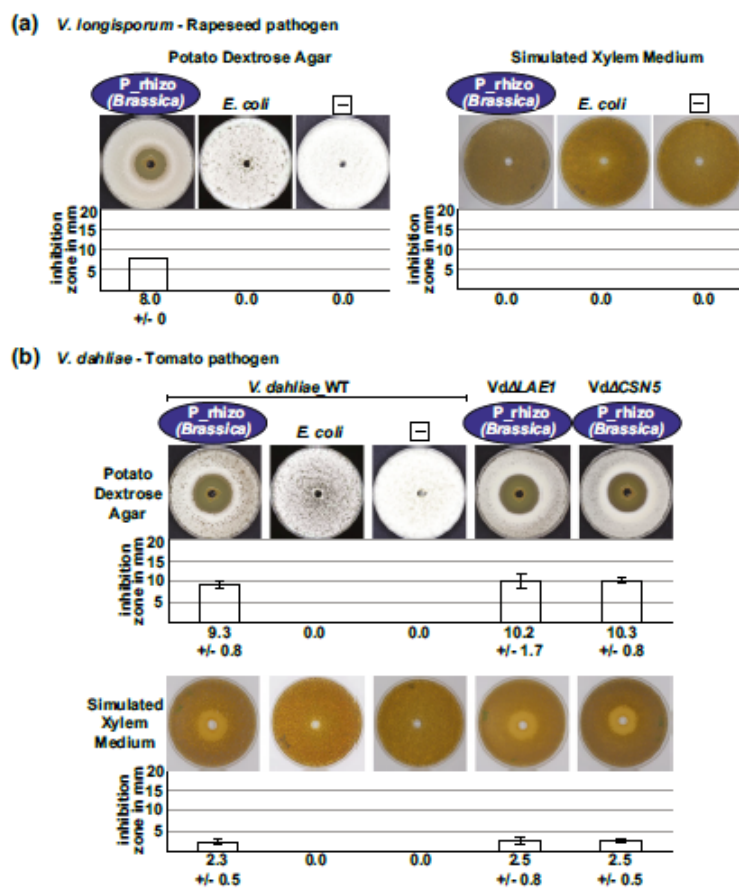 (a) V. longisporum - Rapeseed pathogen
Potato Dextrose Agar
Simulated Xylem Medium
P_rhizo
(Brassica)
E. coli
–
P_rhizo
(Brassica)
E. coli
–
inhibition
zone in mm
20
15
10
5
8.0
+/- 0
0.0
0.0
inhibition
zone in mm
20
15
10
5
0.0
0.0
0.0
(b) V. dahliae - Tomato pathogen
V. dahliae_WT
VdΔLAE1
VdΔCSN5
P_rhizo
(Brassica)
E. coli
–
P_rhizo
(Brassica)
P_rhizo
(Brassica)
Potato
Dextrose
Agar
inhibition
zone in mm
20
15
10
5
9.3
+/- 0.8
0.0
0.0
10.2
+/- 1.7
10.3
+/- 0.8
Simulated
Xylem
Medium
inhibition
zone in mm
20
15
10
5
2.3
+/- 0.5
0.0
0.0
2.5
+/- 0.8
2.5
+/- 0.5